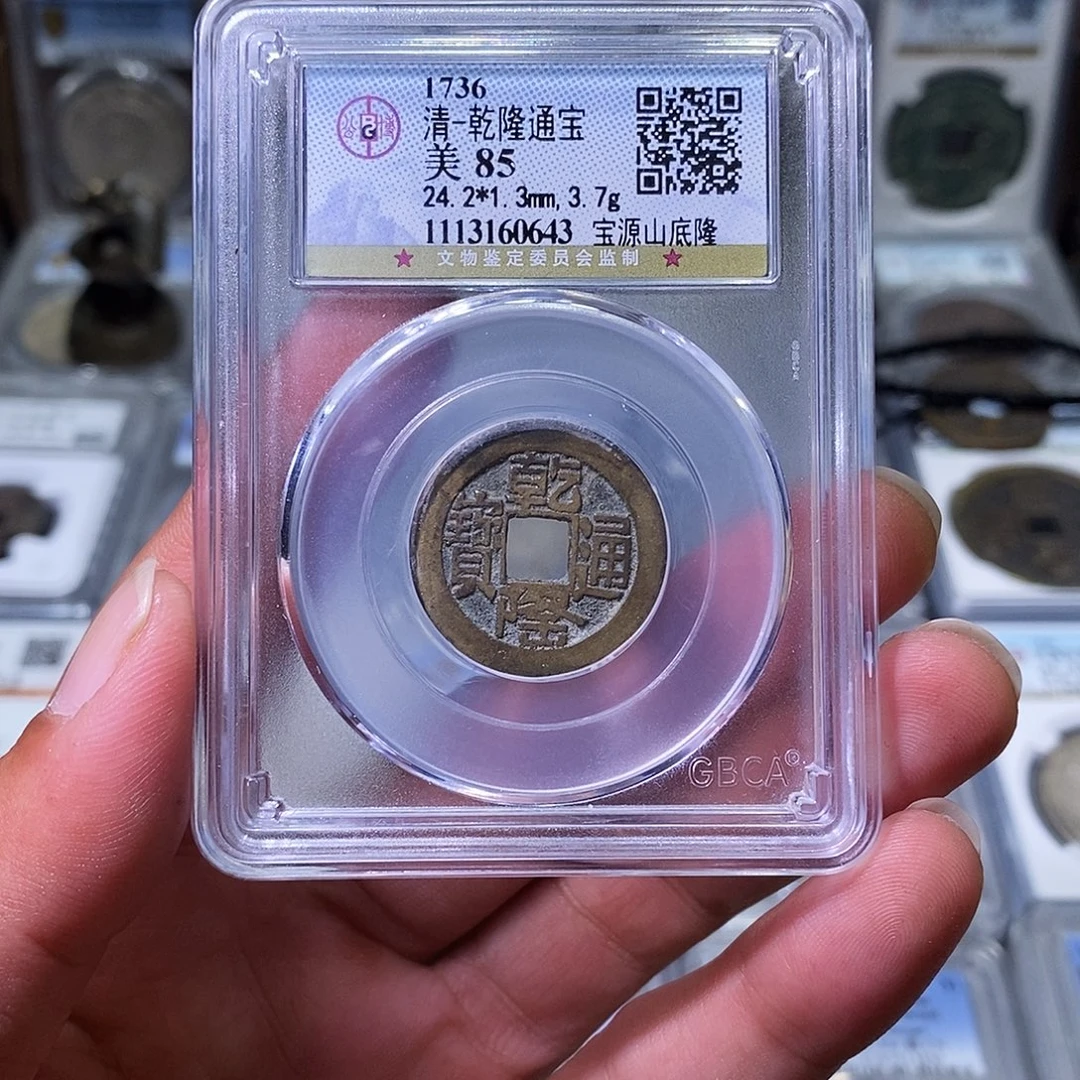 1736
清-乾隆通宝
美 85
24.2*1.3mm,3.7g
1113160643 宝源山底隆
★ 文物鉴定委员会监制 ★
乾隆通寶
GBCA©